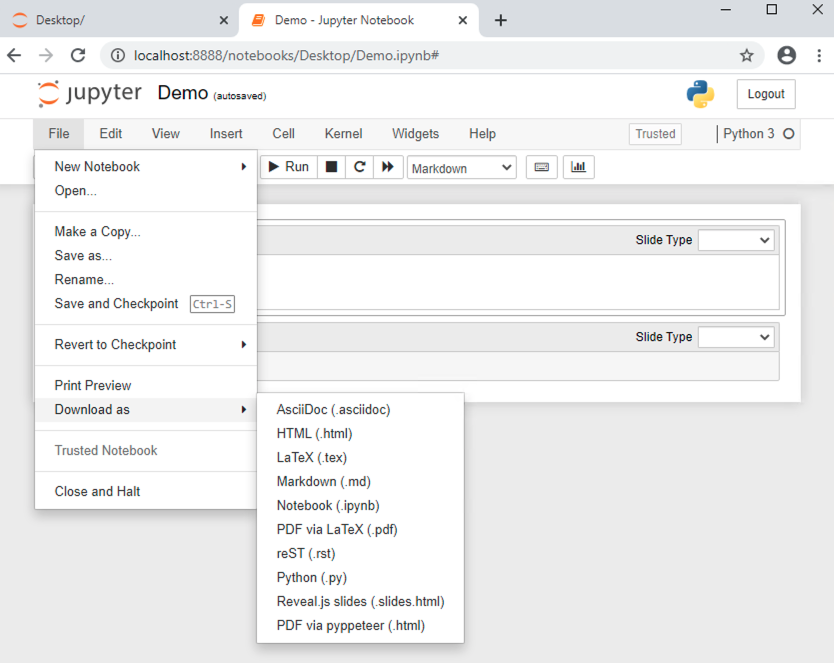 Desktop/
Demo - Jupyter Notebook
localhost:8888/notebooks/Desktop/Demo.ipynb#
jupyter Demo (autosaved)
Logout
File Edit View Insert Cell Kernel Widgets Help
Trusted
Python 3
New Notebook
Run
Markdown
Open...
Make a Copy...
Save as...
Rename...
Save and Checkpoint Ctrl-S
Revert to Checkpoint
Print Preview
Download as
Trusted Notebook
Close and Halt
Slide Type
Slide Type
AsciiDoc (.asciidoc)
HTML (.html)
LaTeX (.tex)
Markdown (.md)
Notebook (.ipynb)
PDF via LaTeX (.pdf)
reST (.rst)
Python (.py)
Reveal.js slides (.slides.html)
PDF via pyppeteer (.html)